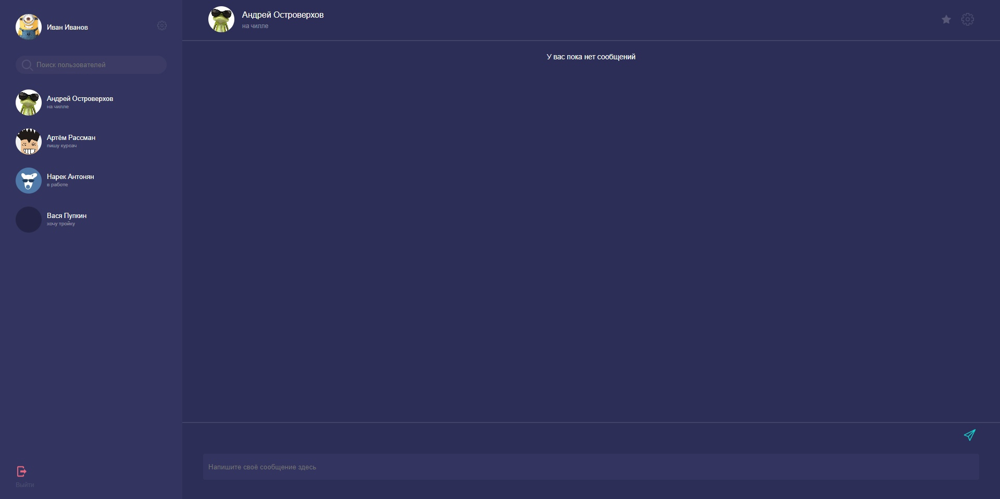 Иван Иванов
Поиск пользователей
Андрей Островерхов
на чилле
Артём Рассман
пишу курсач
Нарек Антонян
в работе
Вася Пупкин
хочу тройку
Выйти
Андрей Островерхов
на чилле
У вас пока нет сообщений
Напишите своё сообщение здесь